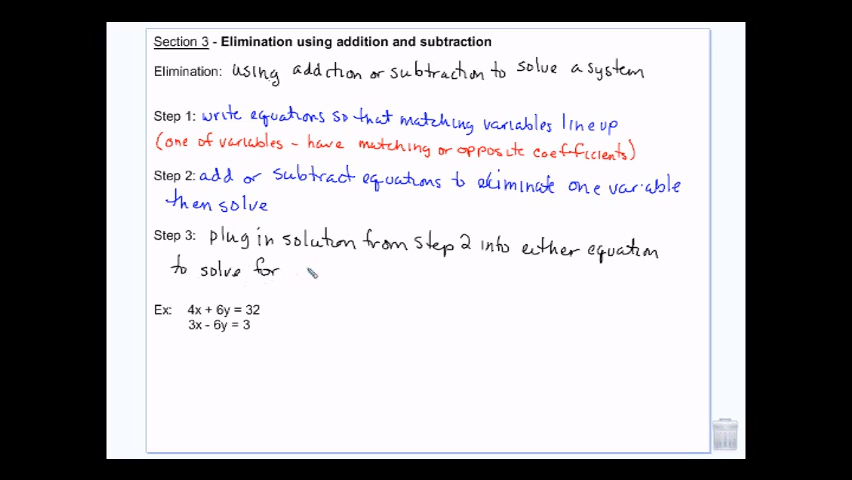 Section 3 - Elimination using addition and subtraction
Elimination: using addction or subtraction to solve a system
Step 1: write equations so that matching variables line up
(one of variables - have matching or opposite coefficients)
Step 2: add or subtract equations to eliminate one variable
then solve
Step 3: plug in solution from step 2 into either equation
to solve for
Ex: 4x + 6y = 32
3x - 6y = 3